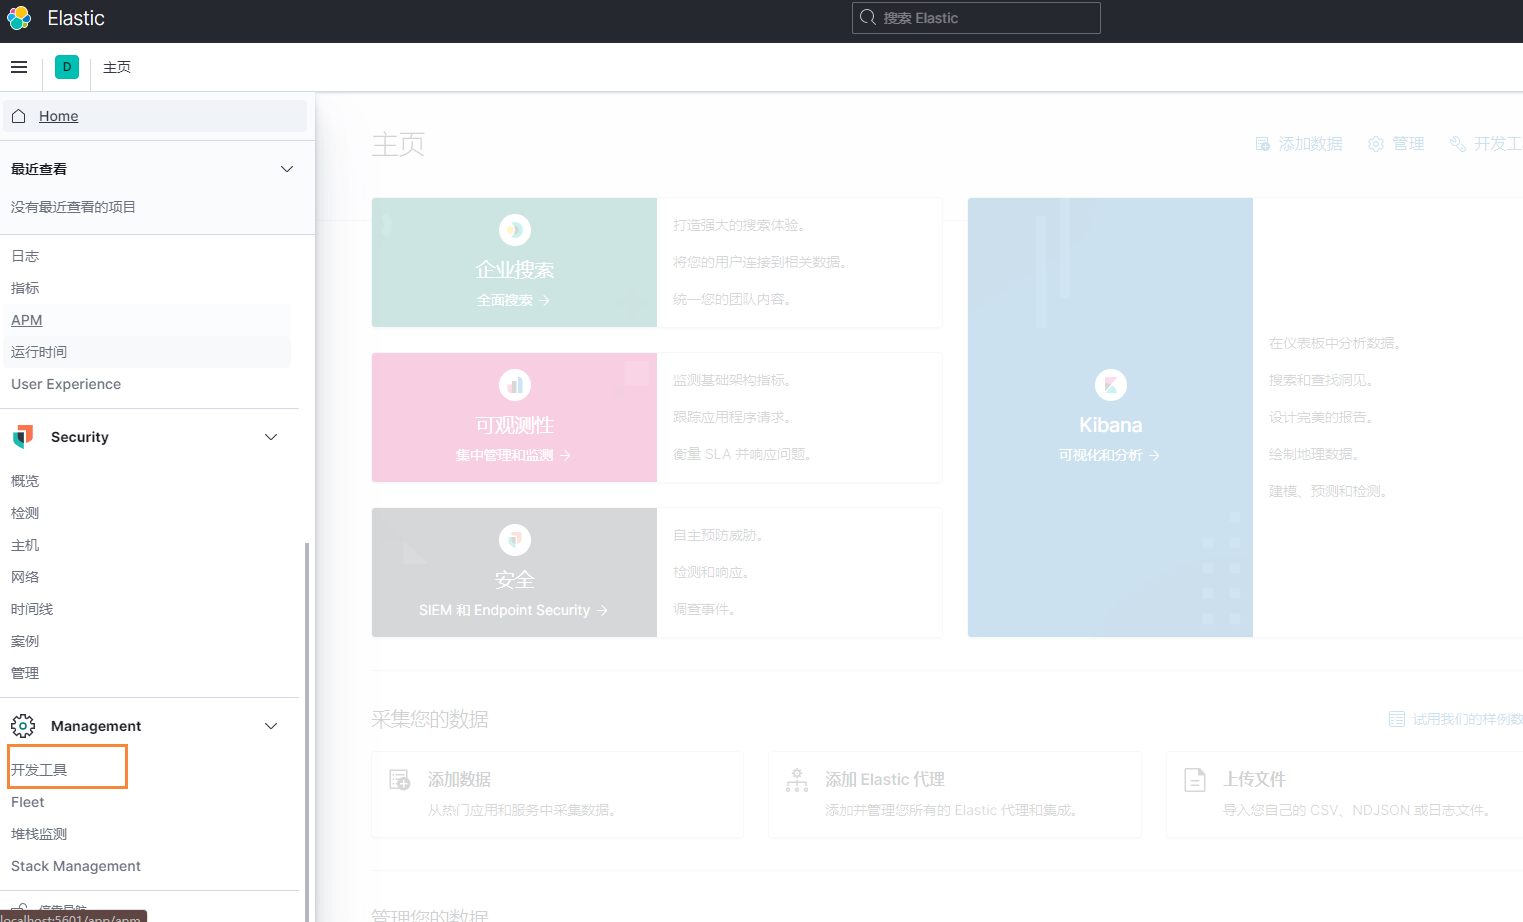 Elastic
搜索 Elastic
D
主页
Home
最近查看
没有最近查看的项目
日志
指标
APM
运行时间
User Experience
Security
概览
检测
主机
网络
时间线
案例
管理
Management
开发工具
Fleet
堆栈监测
Stack Management
停靠导航
localhost:5601/app/apm
主页
添加数据
管理
开发工
企业搜索
全面搜索 →
打造强大的搜索体验。
将您的用户连接到相关数据。
统一您的团队内容。
可观测性
集中管理和监测 →
监测基础架构指标。
跟踪应用程序请求。
衡量 SLA 并响应问题。
安全
SIEM 和 Endpoint Security →
自主预防威胁。
检测和响应。
调查事件。
Kibana
可视化和分析 →
在仪表板中分析数据。
搜索和查找洞见。
设计完美的报告。
绘制地理数据。
建模、预测和检测。
采集您的数据
试用我们的样例数
添加数据
从热门应用和服务中采集数据。
添加 Elastic 代理
添加并管理您所有的 Elastic 代理和集成。
上传文件
导入您自己的 CSV、NDJSON 或日志文件。
管理您的数据